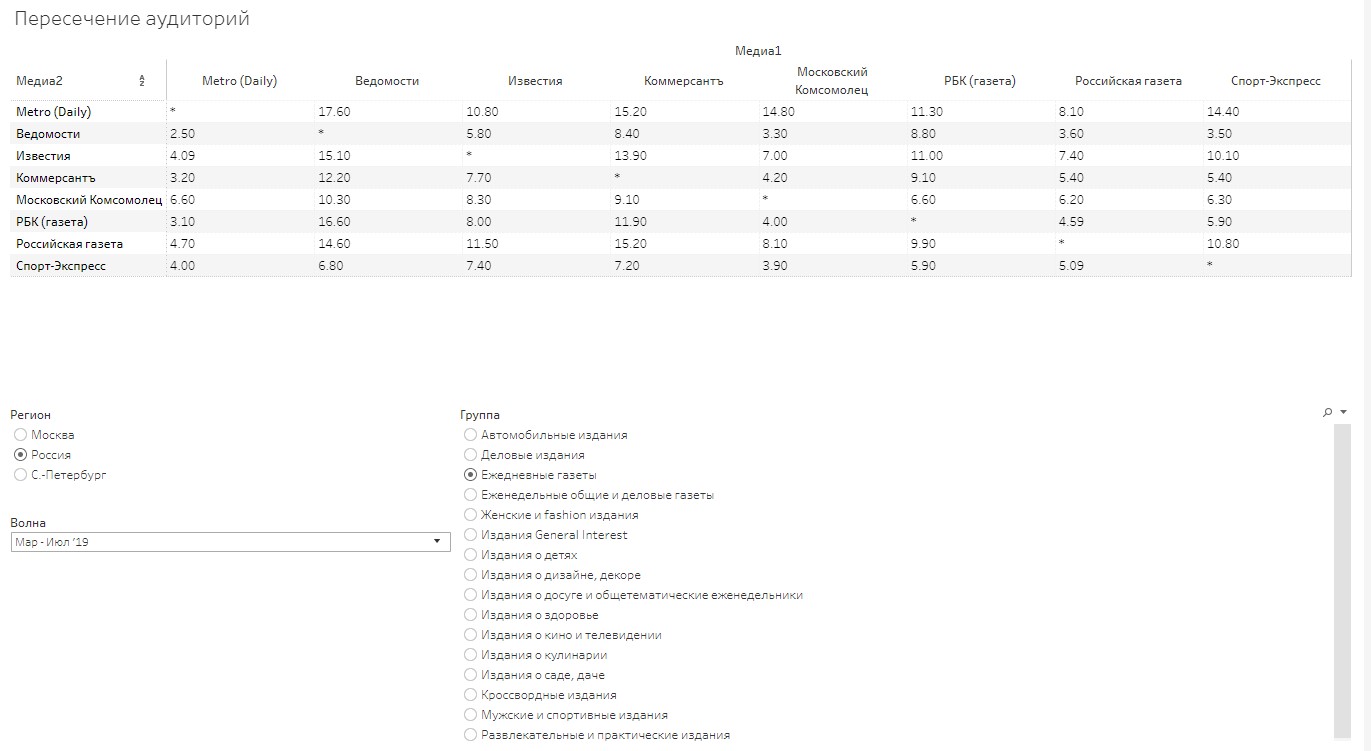 Пересечение аудиторий
Медиа1
Медиа2 Metro (Daily) Ведомости Известия Коммерсантъ Московский Комсомолец РБК (газета) Российская газета Спорт-Экспресс
Metro (Daily) * 17.60 10.80 15.20 14.80 11.30 8.10 14.40
Ведомости 2.50 * 5.80 8.40 3.30 8.80 3.60 3.50
Известия 4.09 15.10 * 13.90 7.00 11.00 7.40 10.10
Коммерсантъ 3.20 12.20 7.70 * 4.20 9.10 5.40 5.40
Московский Комсомолец 6.60 10.30 8.30 9.10 * 6.60 6.20 6.30
РБК (газета) 3.10 16.60 8.00 11.90 4.00 * 4.59 5.90
Российская газета 4.70 14.60 11.50 15.20 8.10 9.90 * 10.80
Спорт-Экспресс 4.00 6.80 7.40 7.20 3.90 5.90 5.09 *
Регион
Москва
Россия
С.-Петербург
Волна
Мар - Июл '19
Группа
Автомобильные издания
Деловые издания
Ежедневные газеты
Еженедельные общие и деловые газеты
Женские и fashion издания
Издания General Interest
Издания о детях
Издания о дизайне, декоре
Издания о досуге и общетематические еженедельники
Издания о здоровье
Издания о кино и телевидении
Издания о кулинарии
Издания о саде, даче
Кроссвордные издания
Мужские и спортивные издания
Развлекательные и практические издания